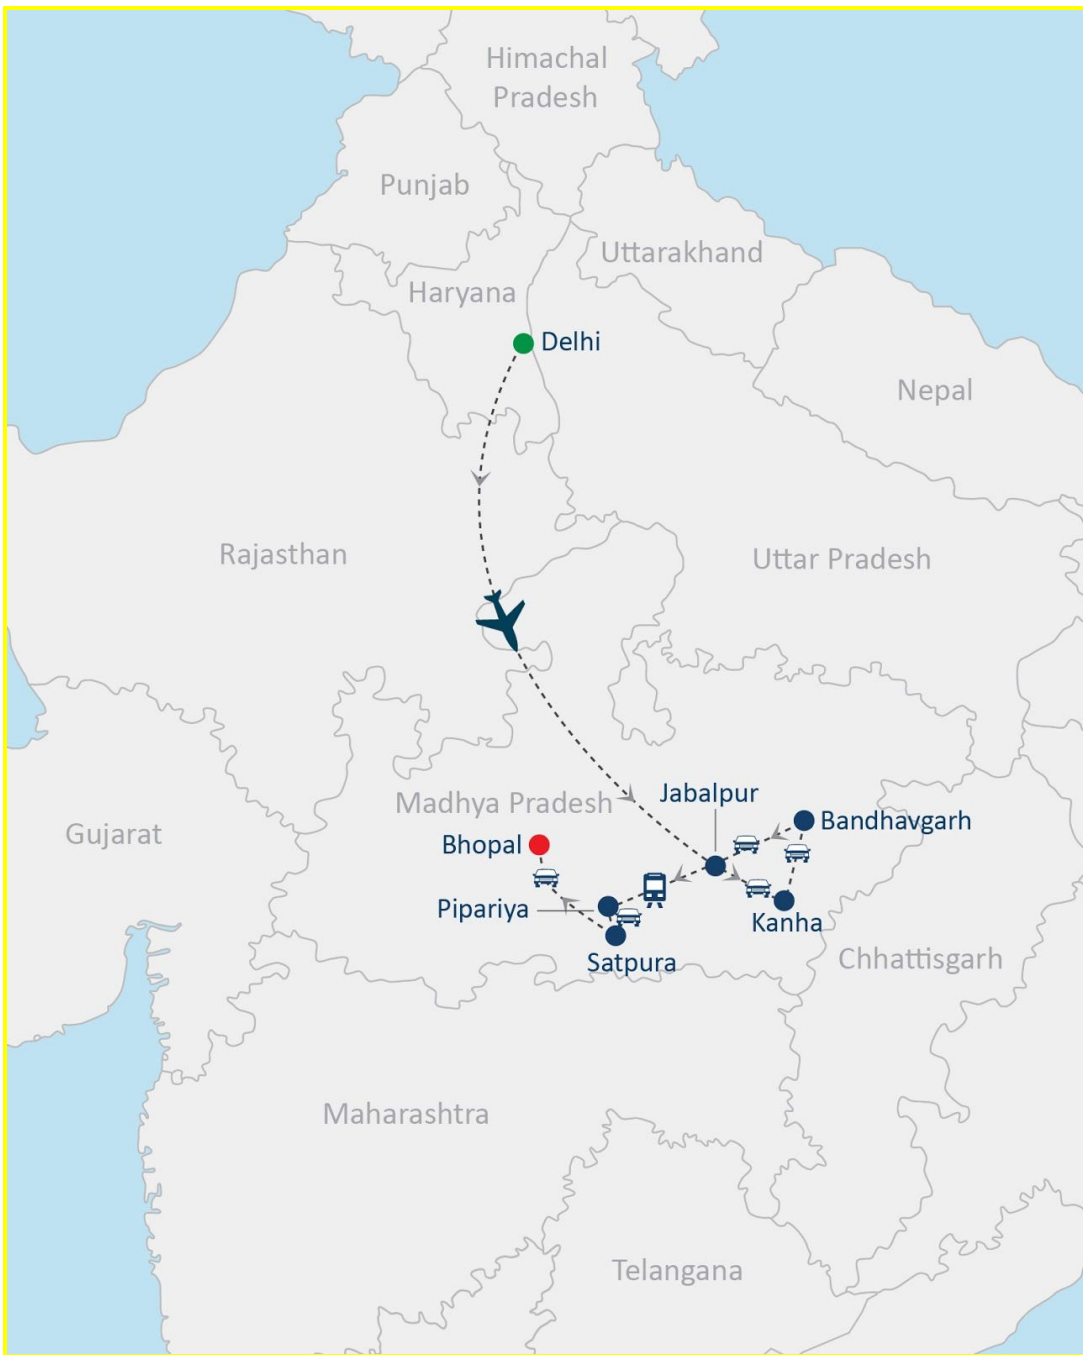 Himachal
Pradesh
Punjab
Uttarakhand
Haryana
Delhi
Nepal
Rajasthan
Uttar Pradesh
Jabalpur
Madhya Pradesh
Bandhavgarh
Gujarat
Bhopal
Pipariya
Kanha
Satpura
Chhattisgarh
Maharashtra
Telangana